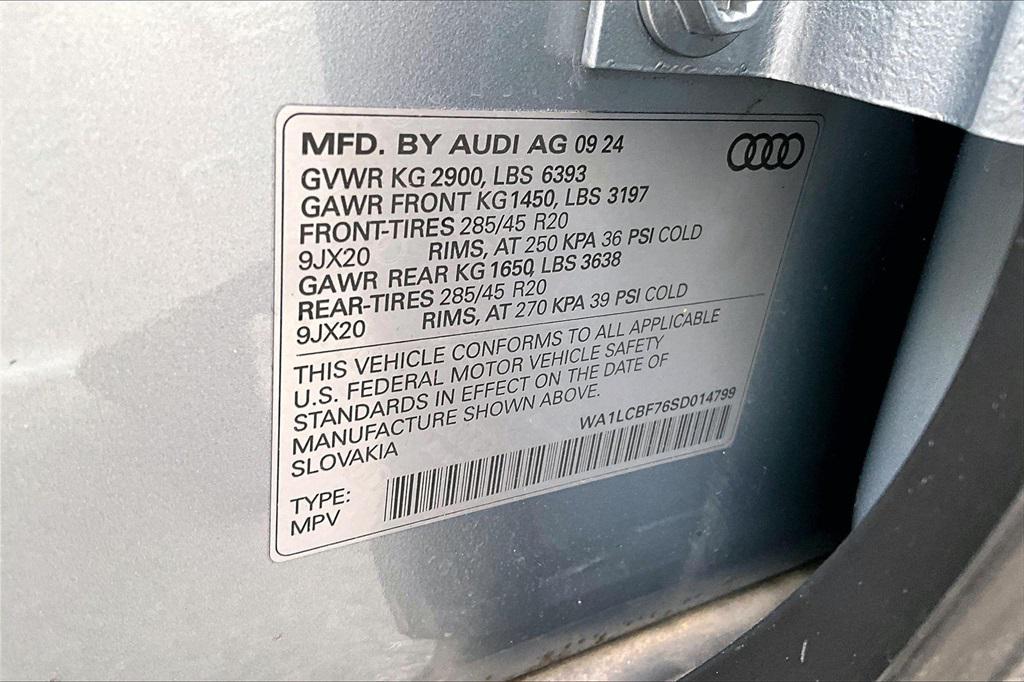 MFD. BY AUDI AG 09 24
GVWR KG 2900, LBS 6393
GAWR FRONT KG 1450, LBS 3197
FRONT-TIRES 285/45 R20
9JX20 RIMS, AT 250 KPA 36 PSI COLD
GAWR REAR KG 1650, LBS 3638
REAR-TIRES 285/45 R20
9JX20 RIMS, AT 270 KPA 39 PSI COLD
THIS VEHICLE CONFORMS TO ALL APPLICABLE
U.S. FEDERAL MOTOR VEHICLE SAFETY
STANDARDS IN EFFECT ON THE DATE OF
MANUFACTURE SHOWN ABOVE.
SLOVAKIA
WA1LCBF76SD014799
TYPE:
MPV